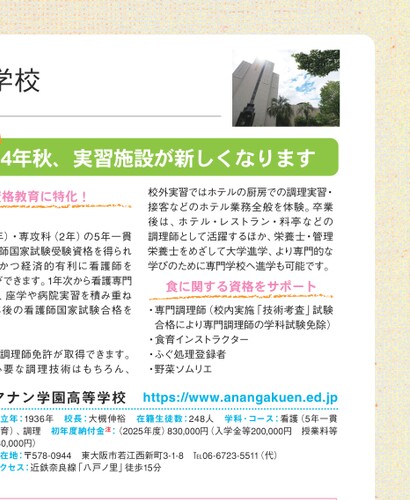 学校
4年秋、実習施設が新しくなります
資格教育に特化！
年）・専攻科（2年）の5年一貫
師国家試験受験資格を得られ
かつ経済的有利に看護師を
ができます。1年次から看護専門
、座学や病院実習を積み重ね
後の看護師国家試験合格を
調理師免許が取得できます。
必要な調理技術はもちろん、
校外実習ではホテルの厨房での調理実習・
接客などのホテル業務全般を体験。卒業
後は、ホテル・レストラン・料亭などの
調理師として活躍するほか、栄養士・管理
栄養士をめざして大学進学、より専門的な
学びのために専門学校へ進学も可能です。
食に関する資格をサポート
・専門調理師（校内実施「技術考査」試験
合格により専門調理師の学科試験免除）
・食育インストラクター
・ふぐ処理登録者
・野菜ソムリエ
アナン学園高等学校 https://www.anangakuen.ed.jp
立年：1936年 校長：大槻伸裕 在籍生徒数：248人 学科・コース：看護（5年一貫
育）、調理 初年度納付金注：（2025年度）830,000円（入学金等200,000円 授業料等
30,000円）
在地：〒578-0944 東大阪市若江西新町3-1-8 ℡06-6723-5511（代）
クセス：近鉄奈良線「八戸ノ里」徒歩15分